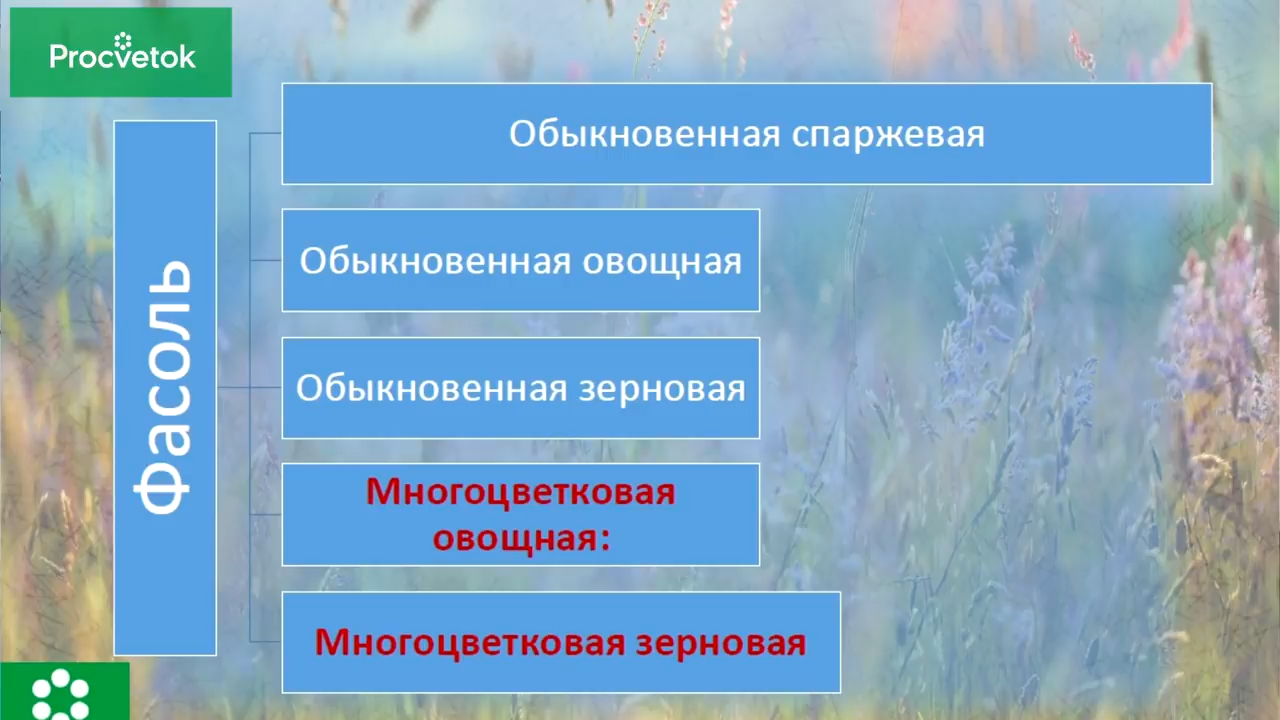 Procvetok
Фасоль
Обыкновенная спаржевая
Обыкновенная овощная
Обыкновенная зерновая
Многоцветковая
овощная:
Многоцветковая зерновая